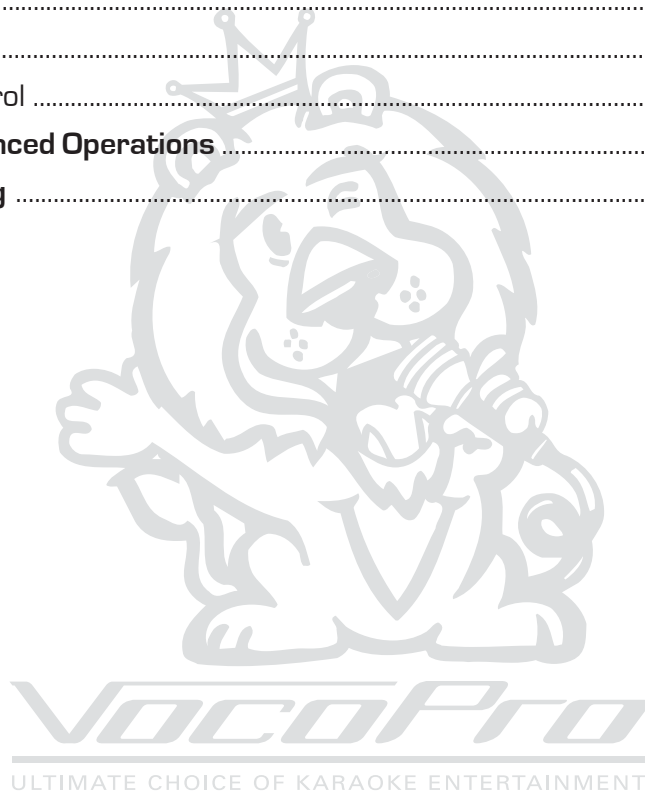 rol
nced Operations
g
VocoPro
ULTIMATE CHOICE OF KARAOKE ENTERTAINMENT